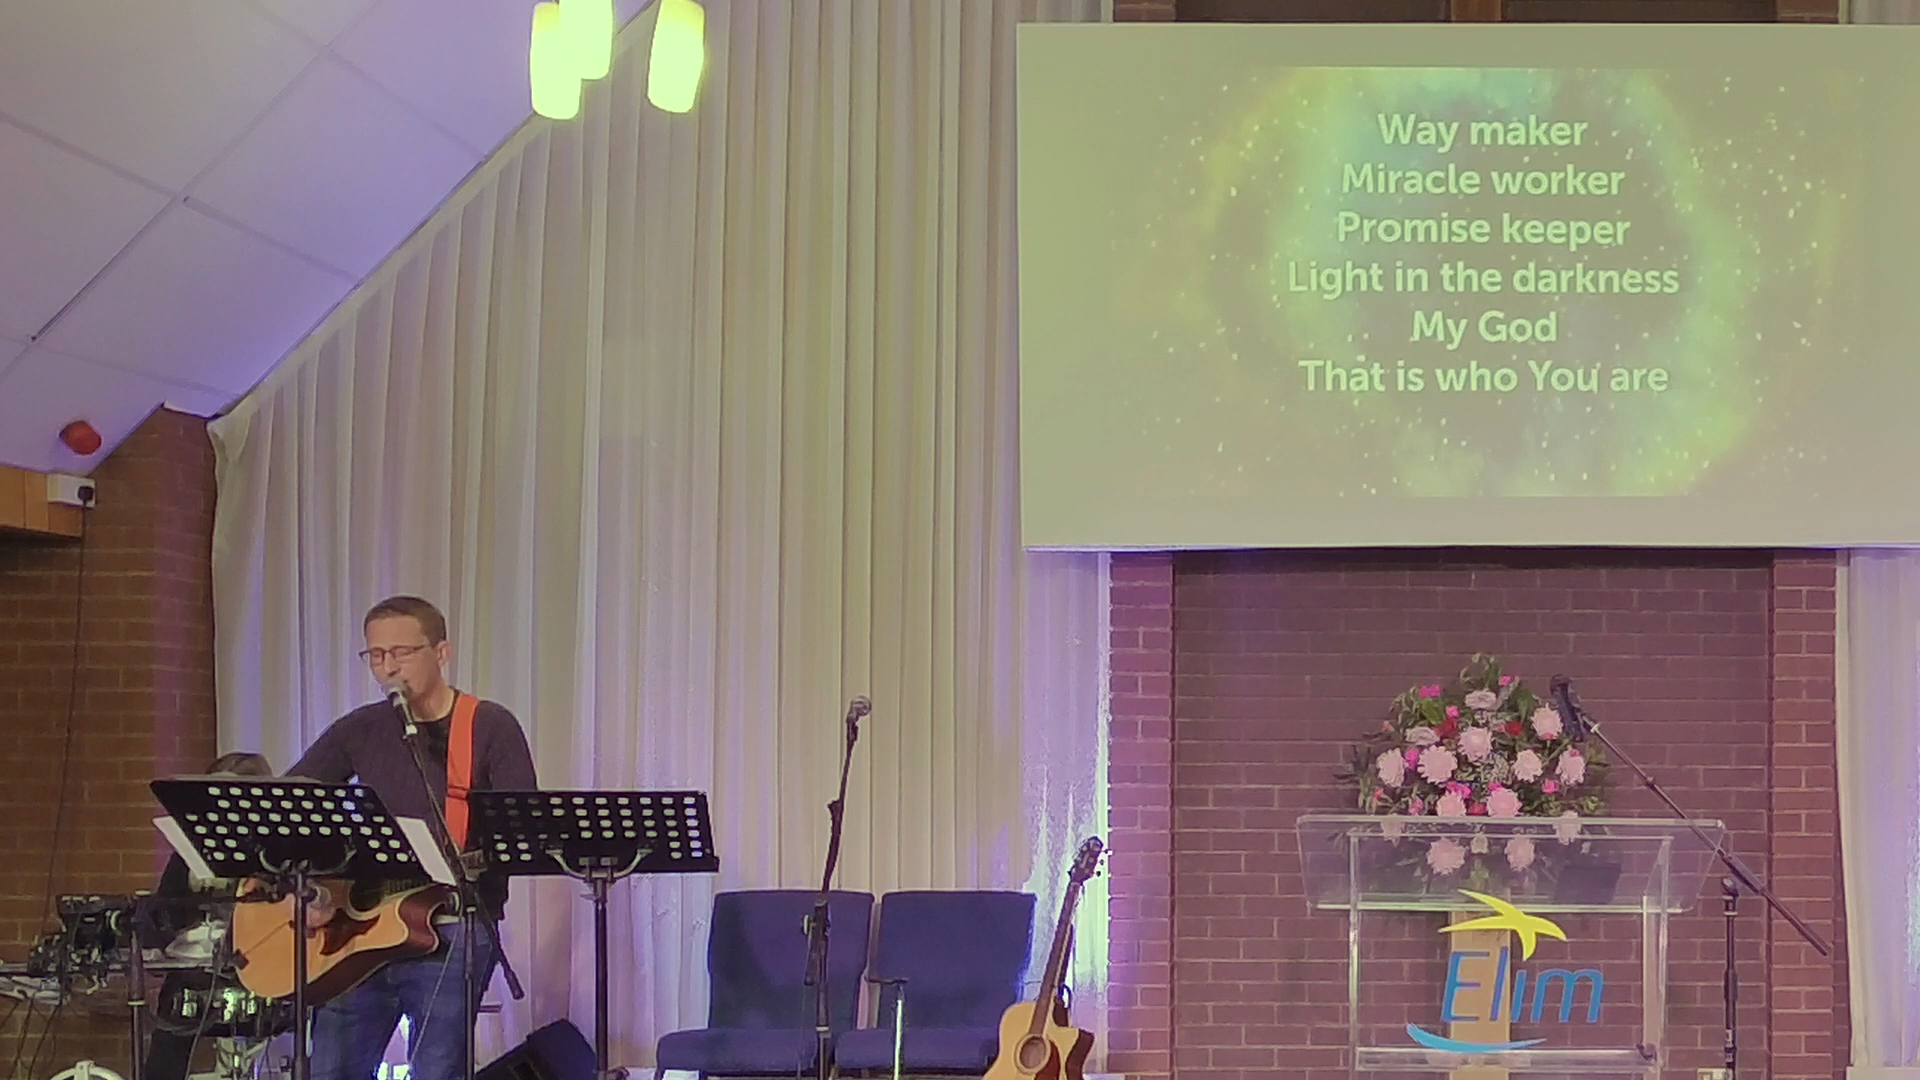 Way maker
Miracle worker
Promise keeper
Light in the darkness
My God
That is who You are
Elim